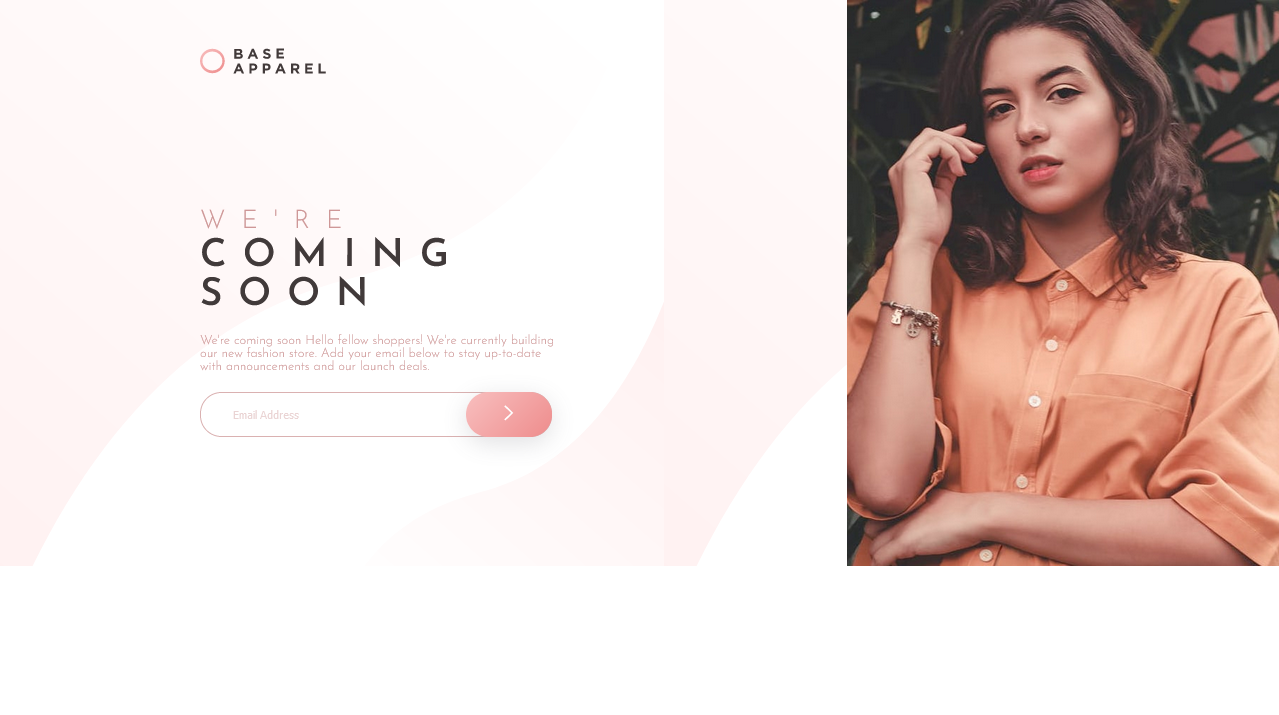 BASE
APPAREL
WE'RE
COMING
SOON
We're coming soon Hello fellow shoppers! We're currently building
our new fashion store. Add your email below to stay up-to-date
with announcements and our launch deals.
Email Address